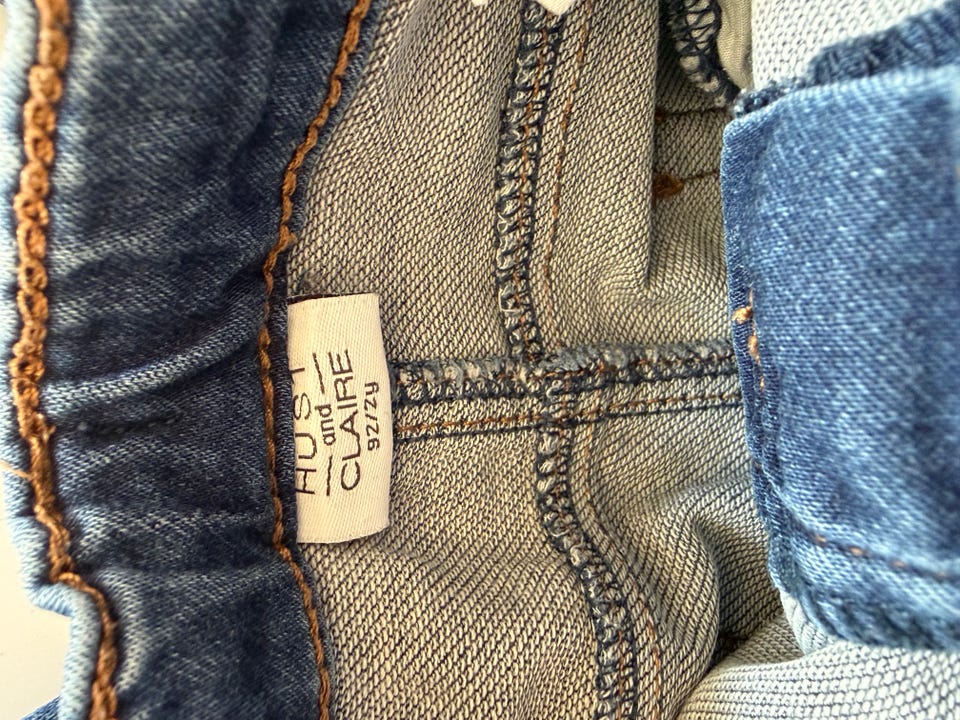 HUST
and
CLAIRE
92/2y